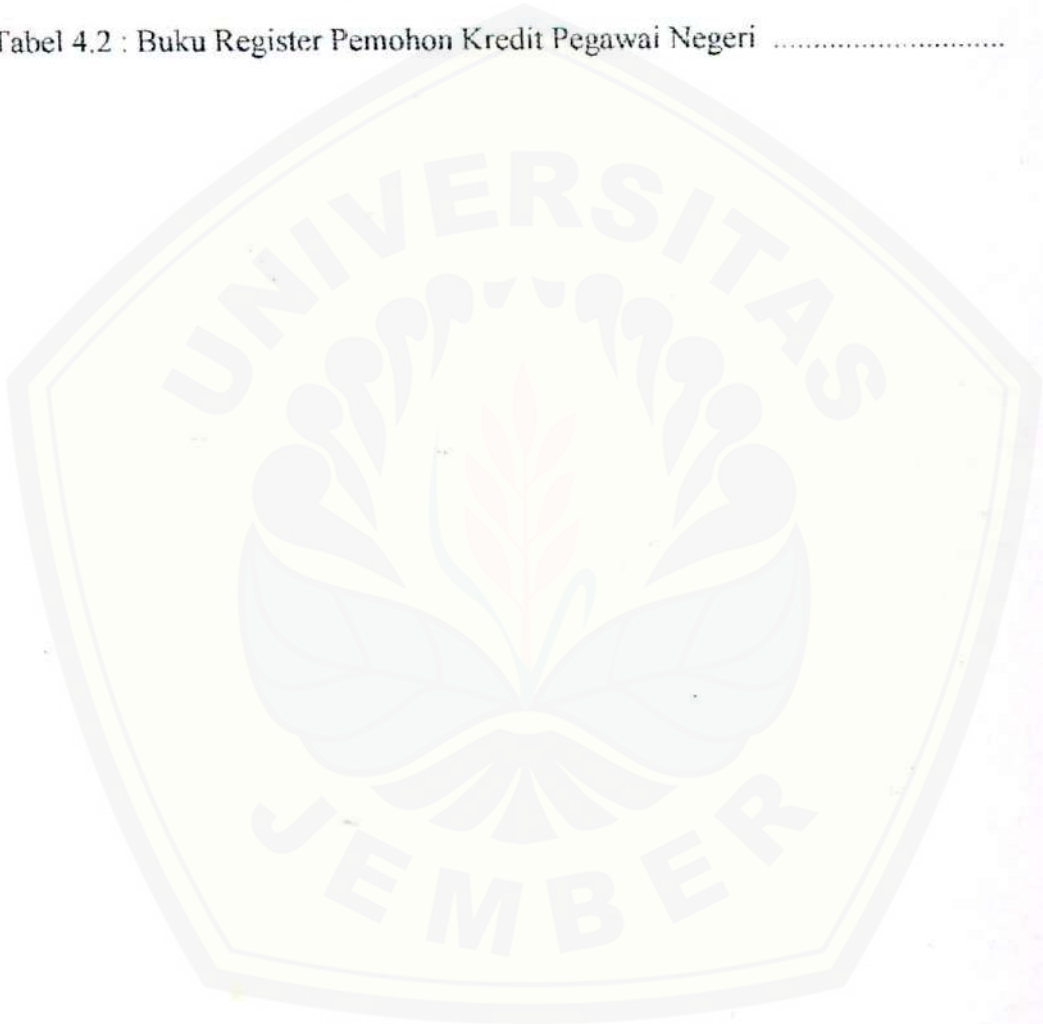 Tabel 4.2 : Buku Register Pemohon Kredit Pegawai Negeri ..............................
UNIVERSITAS
JEMBER